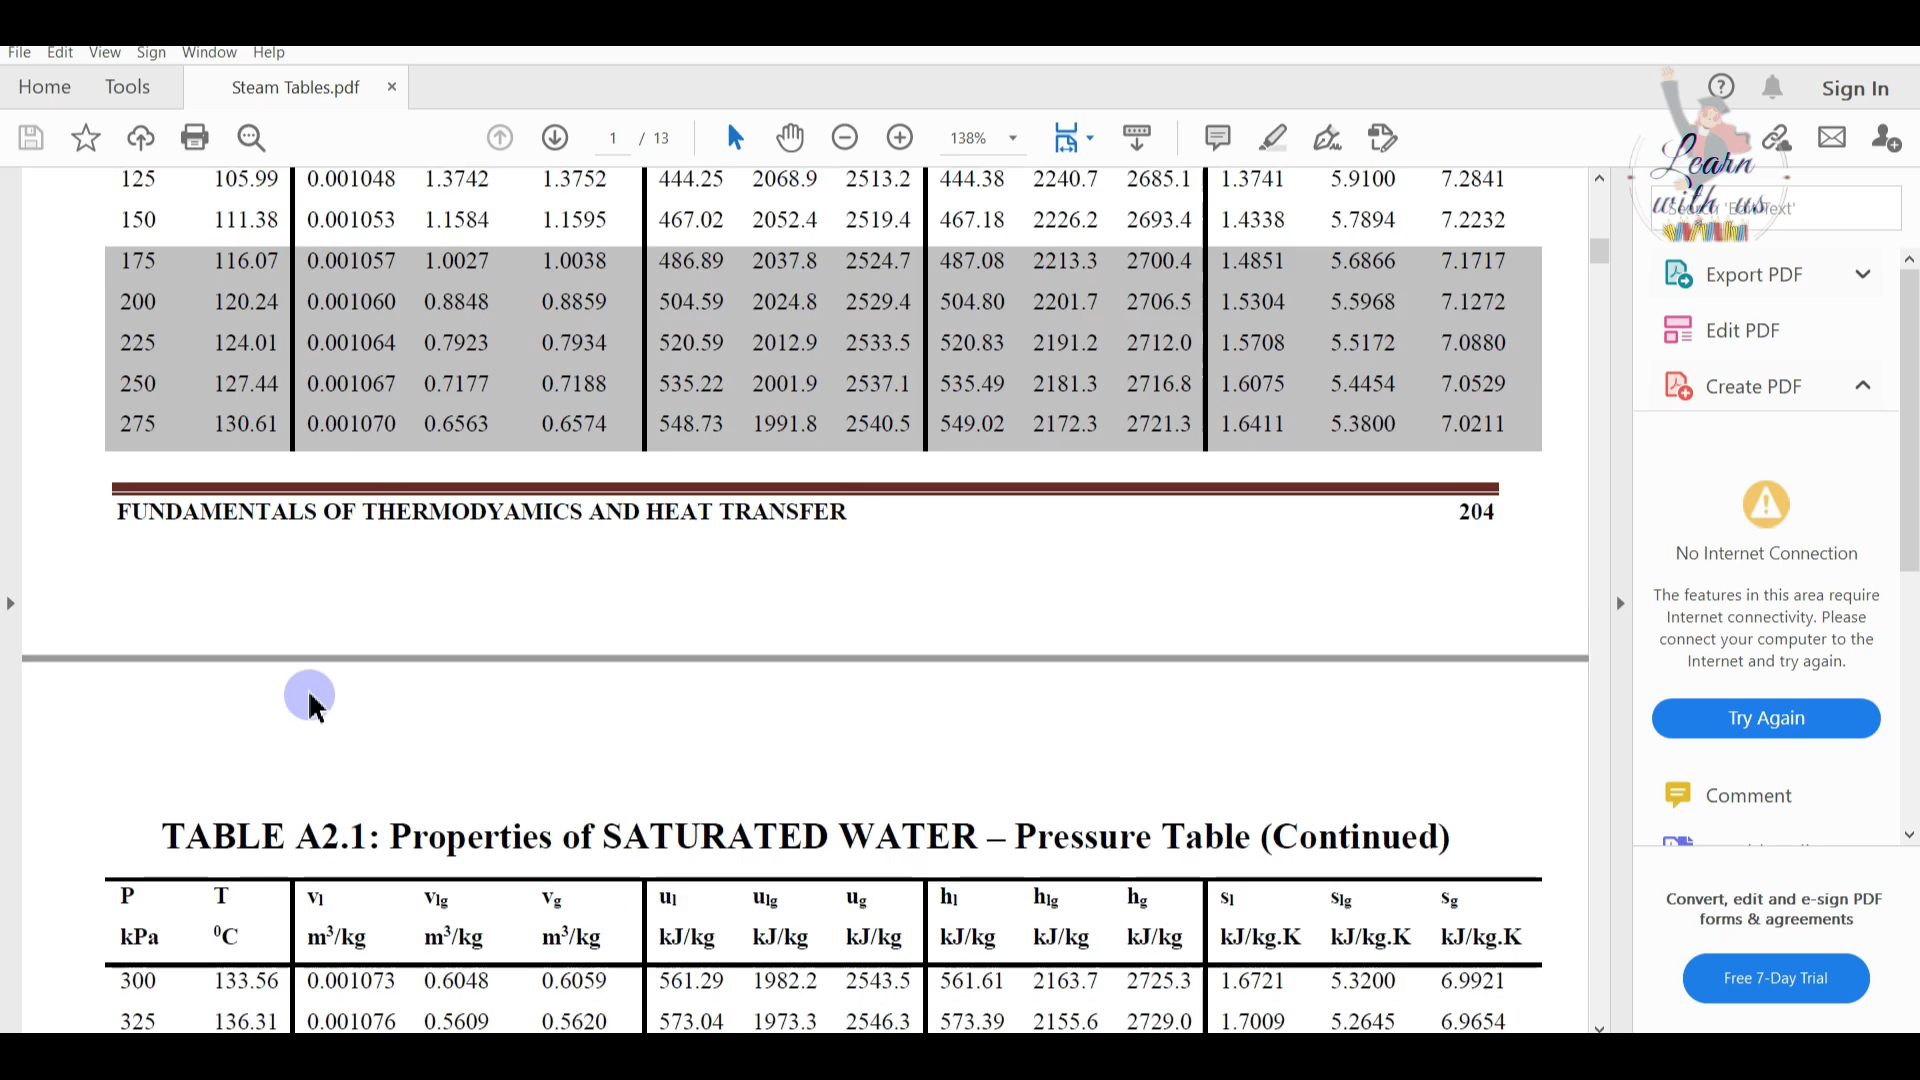 File Edit View Sign Window Help
Home Tools Steam Tables.pdf × Sign In
1 / 13 138%
Learn with us
125 105.99 0.001048 1.3742 1.3752 444.25 2068.9 2513.2 444.38 2240.7 2685.1 1.3741 5.9100 7.2841
150 111.38 0.001053 1.1584 1.1595 467.02 2052.4 2519.4 467.18 2226.2 2693.4 1.4338 5.7894 7.2232
175 116.07 0.001057 1.0027 1.0038 486.89 2037.8 2524.7 487.08 2213.3 2700.4 1.4851 5.6866 7.1717
200 120.24 0.001060 0.8848 0.8859 504.59 2024.8 2529.4 504.80 2201.7 2706.5 1.5304 5.5968 7.1272
225 124.01 0.001064 0.7923 0.7934 520.59 2012.9 2533.5 520.83 2191.2 2712.0 1.5708 5.5172 7.0880
250 127.44 0.001067 0.7177 0.7188 535.22 2001.9 2537.1 535.49 2181.3 2716.8 1.6075 5.4454 7.0529
275 130.61 0.001070 0.6563 0.6574 548.73 1991.8 2540.5 549.02 2172.3 2721.3 1.6411 5.3800 7.0211
FUNDAMENTALS OF THERMODYAMICS AND HEAT TRANSFER 204
TABLE A2.1: Properties of SATURATED WATER – Pressure Table (Continued)
P T vl vlg vg ul ulg ug hl hlg hg sl slg sg
kPa ⁰C m³/kg m³/kg m³/kg kJ/kg kJ/kg kJ/kg kJ/kg kJ/kg kJ/kg kJ/kg.K kJ/kg.K kJ/kg.K
300 133.56 0.001073 0.6048 0.6059 561.29 1982.2 2543.5 561.61 2163.7 2725.3 1.6721 5.3200 6.9921
325 136.31 0.001076 0.5609 0.5620 573.04 1973.3 2546.3 573.39 2155.6 2729.0 1.7009 5.2645 6.9654
Export PDF
Edit PDF
Create PDF
No Internet Connection
The features in this area require
Internet connectivity. Please
connect your computer to the
Internet and try again.
Try Again
Comment
Convert, edit and e-sign PDF
forms & agreements
Free 7-Day Trial